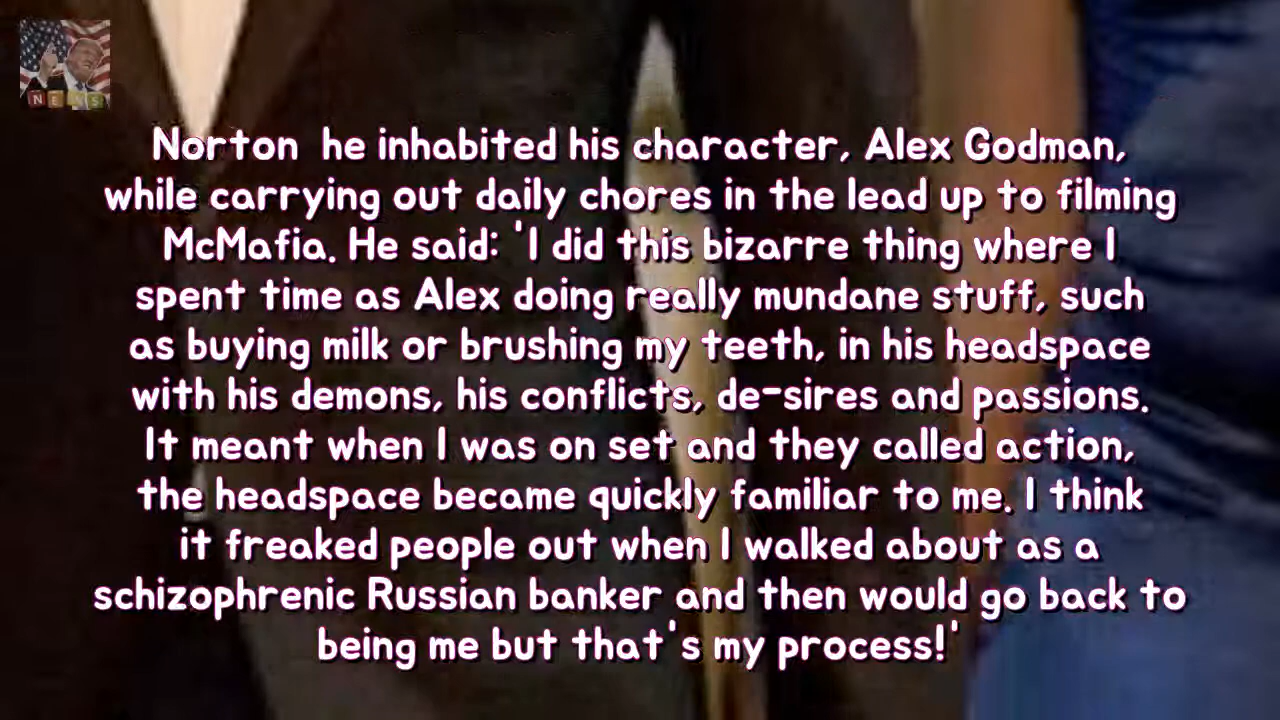 NEWS
Norton he inhabited his character, Alex Godman,
while carrying out daily chores in the lead up to filming
McMafia. He said: 'I did this bizarre thing where I
spent time as Alex doing really mundane stuff, such
as buying milk or brushing my teeth, in his headspace
with his demons, his conflicts, de-sires and passions.
It meant when I was on set and they called action,
the headspace became quickly familiar to me. I think
it freaked people out when I walked about as a
schizophrenic Russian banker and then would go back to
being me but that's my process!'